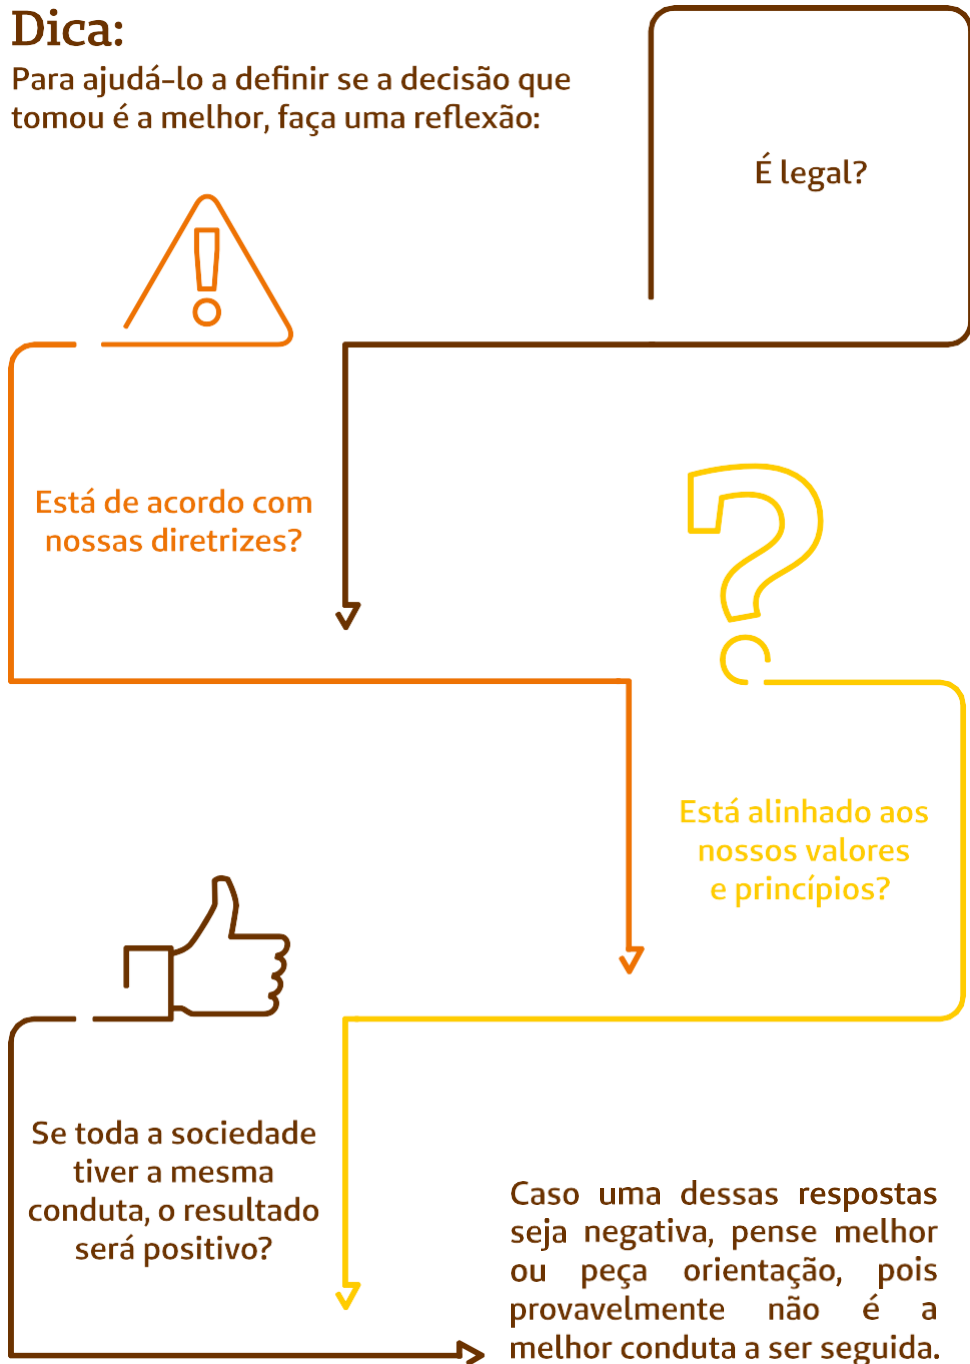 Dica:
Para ajudá-lo a definir se a decisão que
tomou é a melhor, faça uma reflexão:
É legal?
Está de acordo com
nossas diretrizes?
Está alinhado aos
nossos valores
e princípios?
Se toda a sociedade
tiver a mesma
conduta, o resultado
será positivo?
Caso uma dessas respostas
seja negativa, pense melhor
ou peça orientação, pois
provavelmente não é a
melhor conduta a ser seguida.